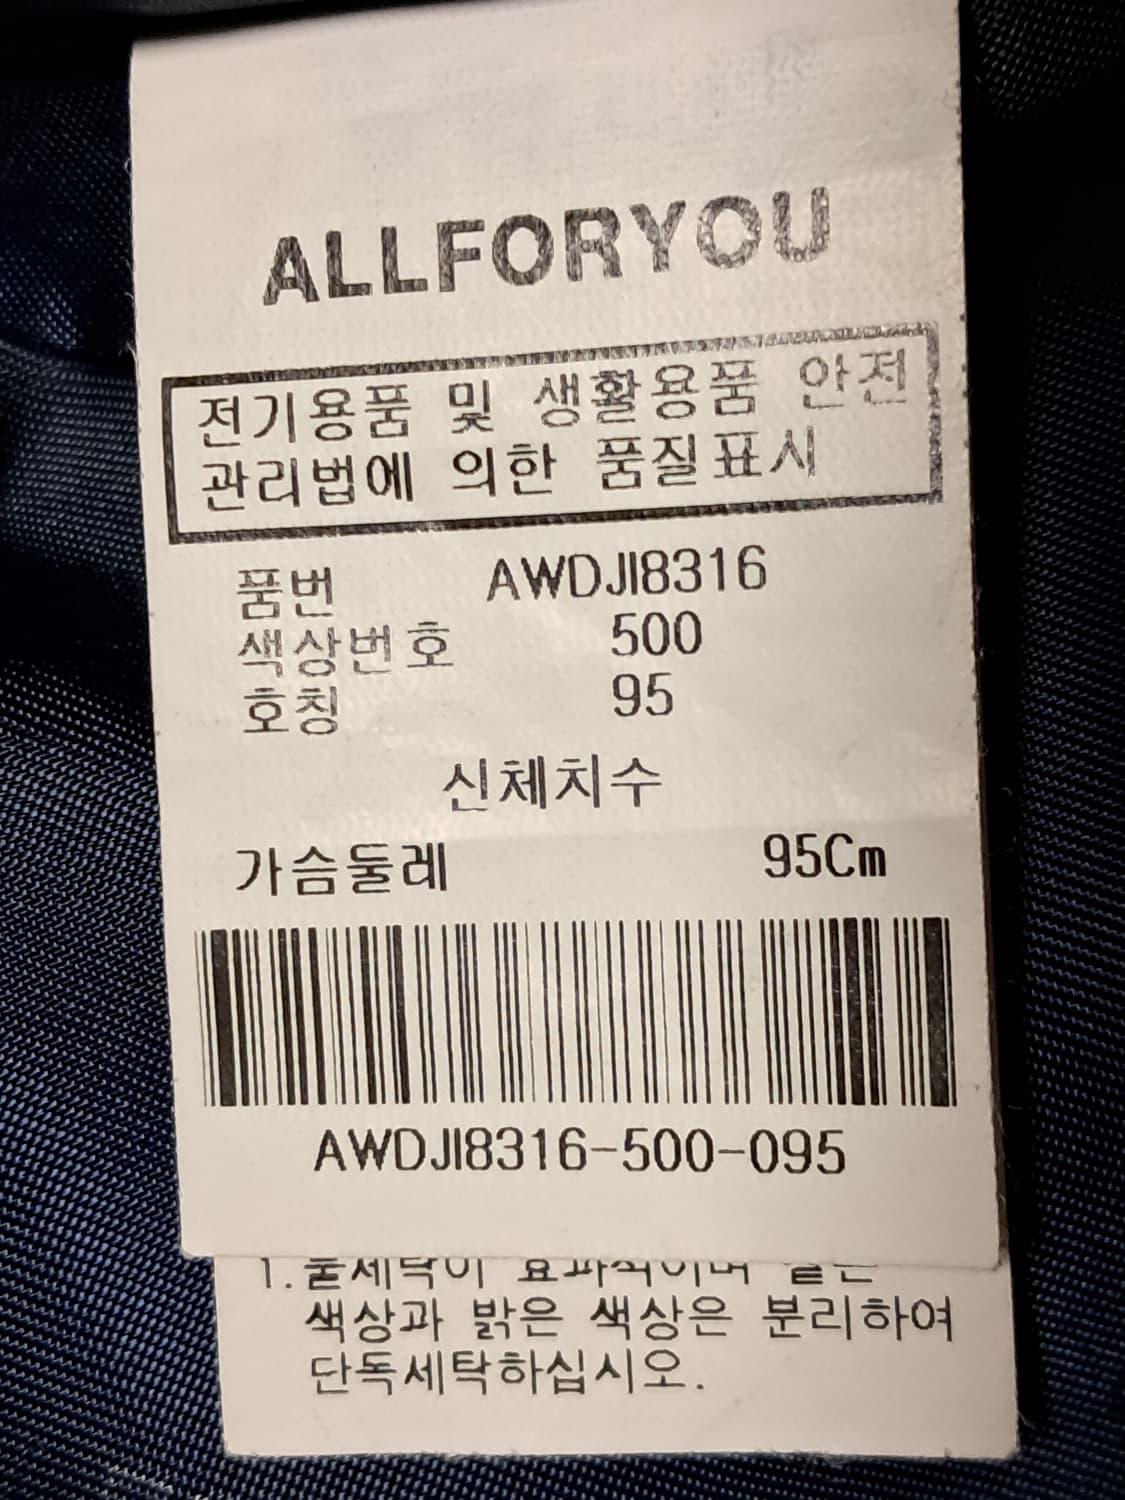 ALLFORYOU
전기용품 및 생활용품 안전
관리법에 의한 품질표시
품번 AWDJI8316
색상번호 500
호칭 95
신체치수
가슴둘레 95Cm
AWDJI8316-500-095
1.
색상과 밝은 색상은 분리하여
단독세탁하십시오.